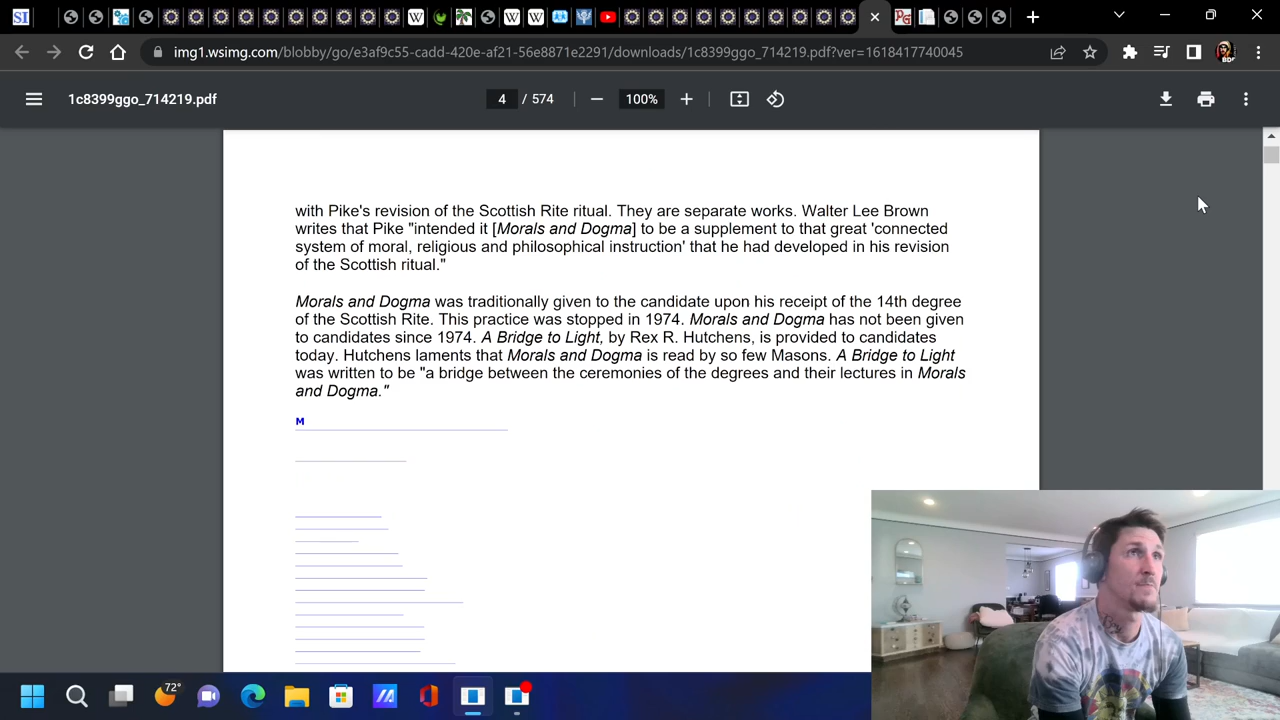 SI
W
W
W
PG
img1.wsimg.com/blobby/go/e3af9c55-cadd-420e-af21-56e8871e2291/downloads/1c8399ggo_714219.pdf?ver=1618417740045
1c8399ggo_714219.pdf
4 / 574
100%
with Pike's revision of the Scottish Rite ritual. They are separate works. Walter Lee Brown
writes that Pike "intended it [Morals and Dogma] to be a supplement to that great 'connected
system of moral, religious and philosophical instruction' that he had developed in his revision
of the Scottish ritual."
Morals and Dogma was traditionally given to the candidate upon his receipt of the 14th degree
of the Scottish Rite. This practice was stopped in 1974. Morals and Dogma has not been given
to candidates since 1974. A Bridge to Light, by Rex R. Hutchens, is provided to candidates
today. Hutchens laments that Morals and Dogma is read by so few Masons. A Bridge to Light
was written to be "a bridge between the ceremonies of the degrees and their lectures in Morals
and Dogma."
M
72°